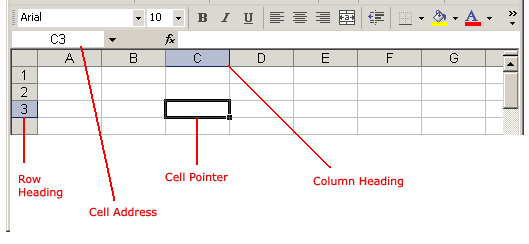 Arial 10 B I U A
C3 fx
A B C D E F G
1
2
3
Row
Heading
Cell Pointer
Column Heading
Cell Address